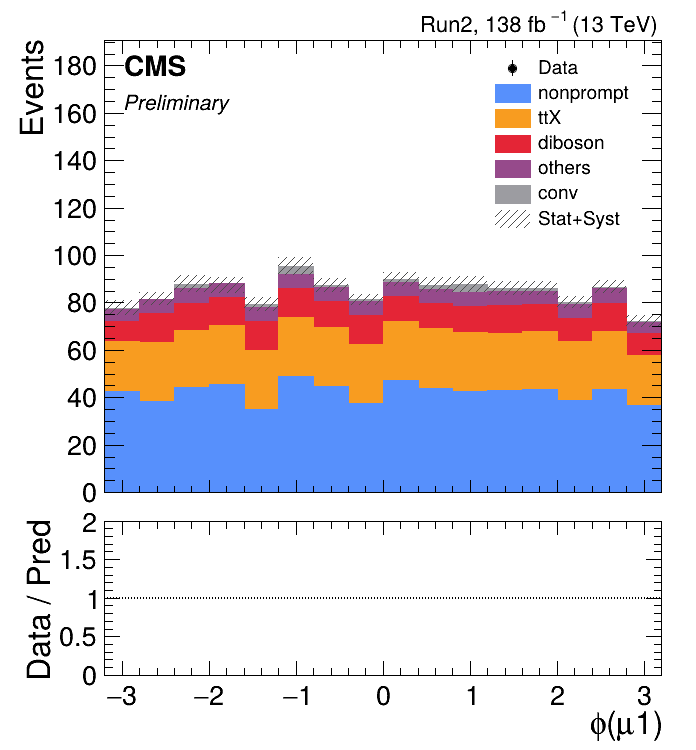 Run2, 138 fb⁻¹ (13 TeV)
Events
180
160
140
120
100
80
60
40
20
0
CMS
Preliminary
Data
nonprompt
ttX
diboson
others
conv
Stat+Syst
Data / Pred
2
1.5
1
0.5
0
−3 −2 −1 0 1 2 3
ϕ(μ1)